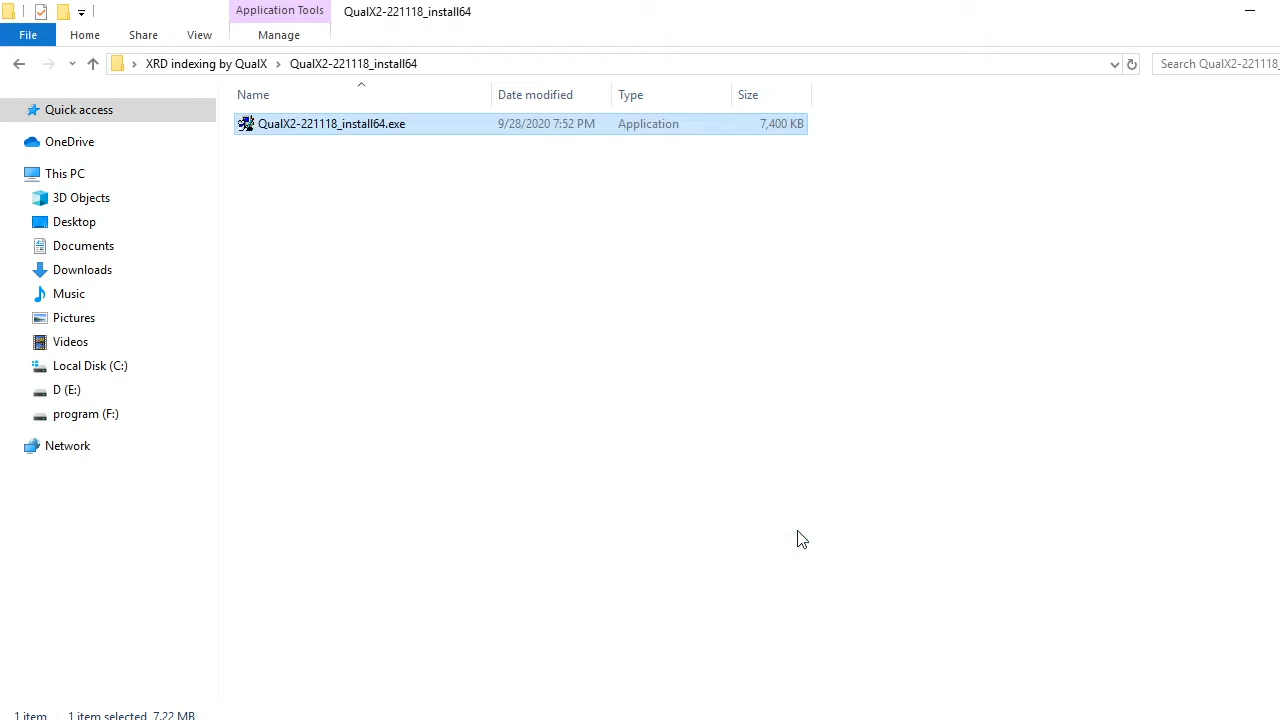 Application Tools
QualX2-221118_install64
File
Home
Share
View
Manage
XRD indexing by QualX
QualX2-221118_install64
Search QualX2-221118_
Name
Date modified
Type
Size
Quick access
QualX2-221118_install64.exe
9/28/2020 7:52 PM
Application
7,400 KB
OneDrive
This PC
3D Objects
Desktop
Documents
Downloads
Music
Pictures
Videos
Local Disk (C:)
D (E:)
program (F:)
Network
1 item
1 item selected 7.22 MB